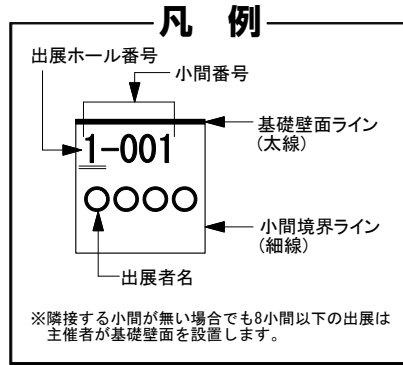 凡 例
出展ホール番号
小間番号
基礎壁面ライン
(太線)
1-001
○○○○
小間境界ライン
(細線)
出展者名
※隣接する小間が無い場合でも8小間以下の出展は
主催者が基礎壁面を設置します。